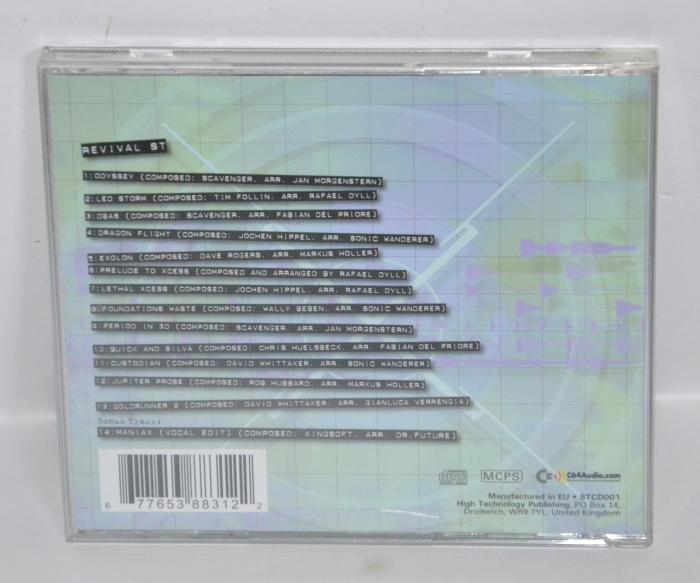 REVIVAL ST
1:ODYSSEY (COMPOSED: SCAVENGER. ARR. JAN MORGENSTERN)
2:LED STORM (COMPOSED: TIM FOLLIN. ARR. RAFAEL DYLL)
3:DBA5 (COMPOSED: SCAVENGER. ARR. FABIAN DEL PRIORE)
4:DRAGON FLIGHT (COMPOSED: JOCHEN HIPPEL. ARR. SONIC WANDERER)
5:EXOLON (COMPOSED: DAVE ROGERS. ARR. MARKUS HOLLER)
6:PRELUDE TO XCESS (COMPOSED AND ARRANGED BY RAFAEL DYLL)
7:LETHAL XCESS (COMPOSED: JOCHEN HIPPEL. ARR. RAFAEL DYLL)
8:FOUNDATIONS WASTE (COMPOSED: WALLY BEBEN. ARR. SONIC WANDERER)
9:PERIOD IN 3D (COMPOSED: SCAVENGER. ARR. JAN MORGENSTERN)
10:QUICK AND SILVA (COMPOSED: CHRIS HUELSBECK. ARR. FABIAN DEL PRIORE)
11:CUSTODIAN (COMPOSED: DAVID WHITTAKER. ARR. SONIC WANDERER)
12:JUPITER PROBE (COMPOSED: ROB HUBBARD. ARR. MARKUS HOLLER)
13:GOLDRUNNER 2 (COMPOSED: DAVID WHITTAKER. ARR. GIANLUCA VERRENGIA)
Bonus Track:
14:MANIAX (VOCAL EDIT) (COMPOSED: KINGSOFT. ARR. DR.FUTURE)
6 77653 88312 2
COMPACT disc DIGITAL AUDIO
MCPS
C64Audio.com
Manufactured in EU • STCD001
High Technology Publishing, PO Box 14,
Droitwich, WR9 7YL, United Kingdom